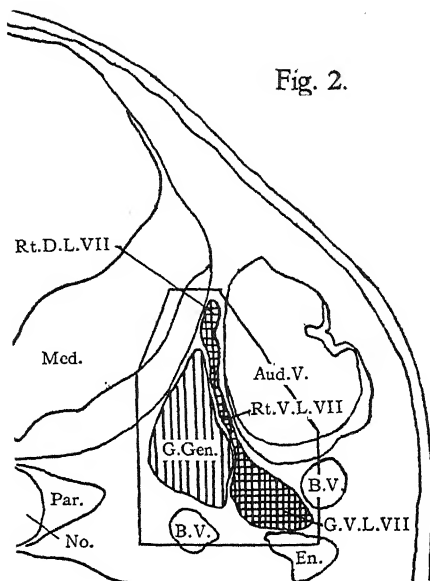 Fig. 2.
Rt.D.L.VII
Med.
Aud.V.
Rt.V.L.VII
G.Gen.
B.V.
Par.
G.V.L.VII
B.V.
No.
En.